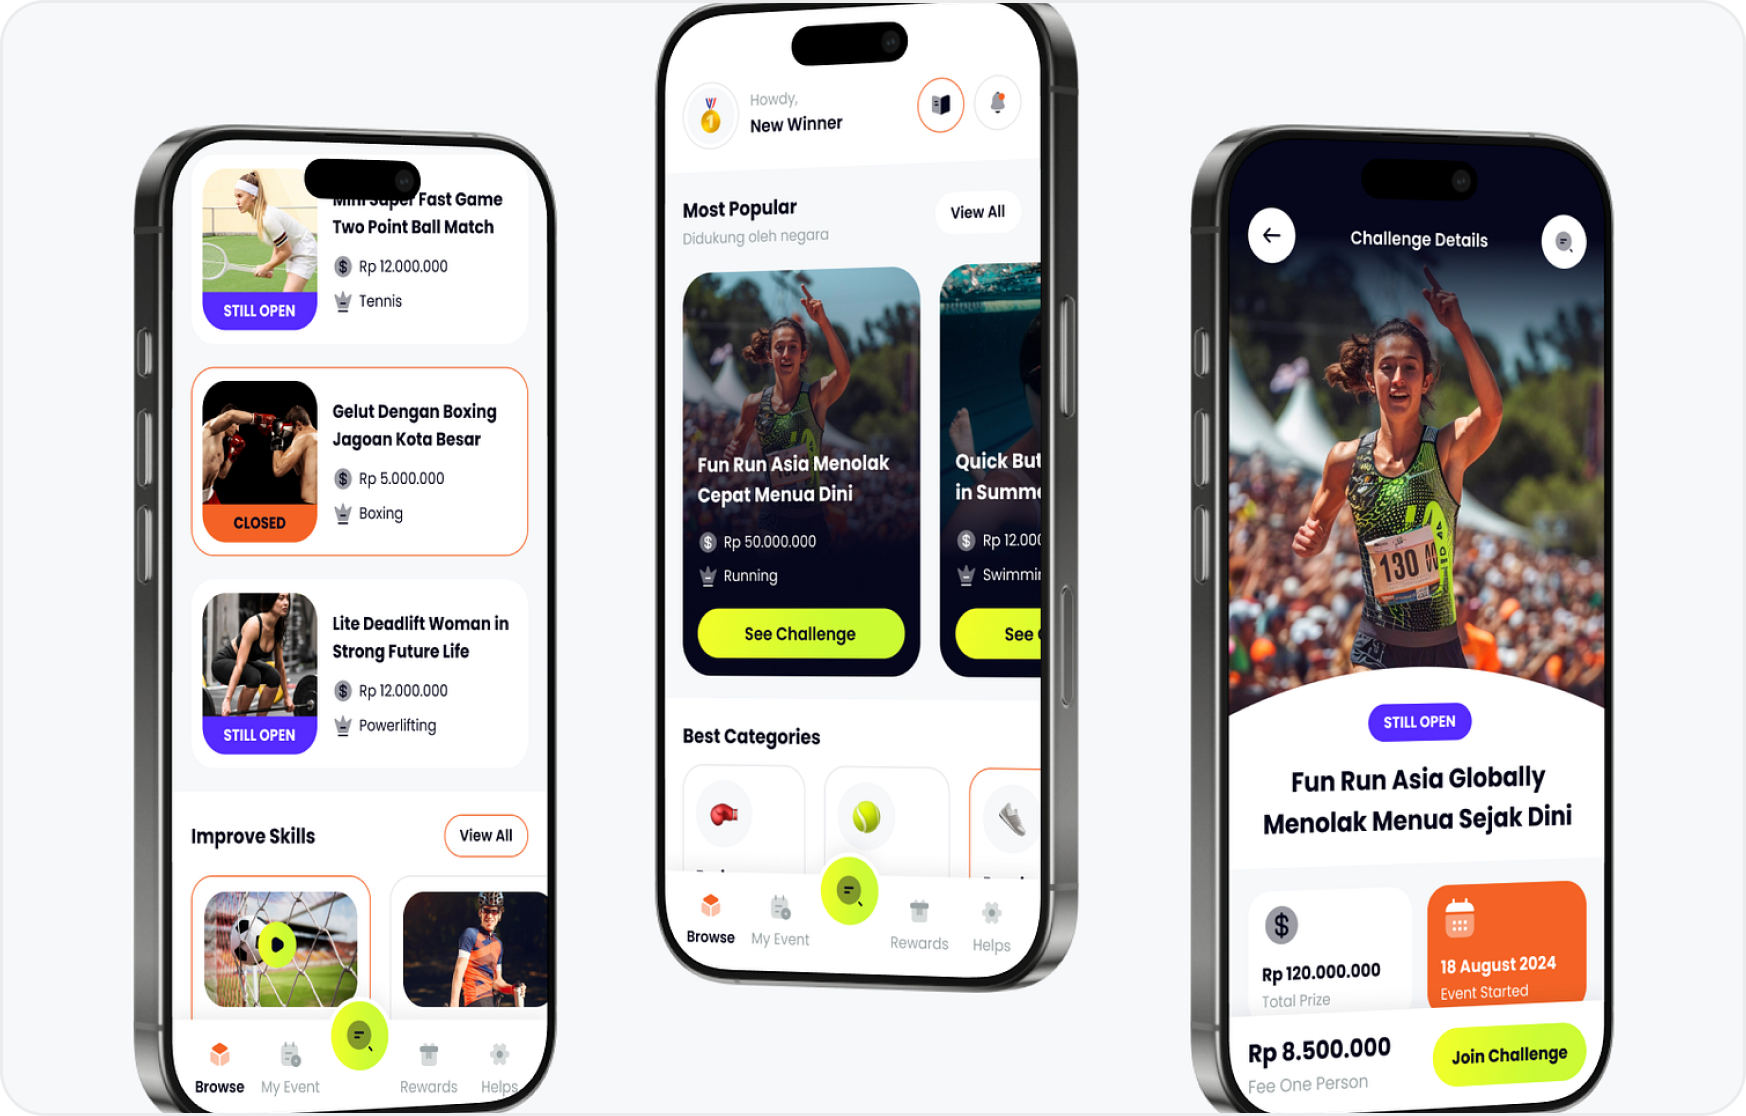 Mini Super Fast Game
Two Point Ball Match
Rp 12.000.000
Tennis
STILL OPEN
Gelut Dengan Boxing
Jagoan Kota Besar
Rp 5.000.000
Boxing
CLOSED
Lite Deadlift Woman in
Strong Future Life
Rp 12.000.000
Powerlifting
STILL OPEN
Improve Skills
View All
Browse
My Event
Rewards
Helps
Howdy,
New Winner
Most Popular
Didukung oleh negara
View All
Fun Run Asia Menolak
Cepat Menua Dini
Rp 50.000.000
Running
See Challenge
Quick But
in Summe
Rp 12.000
Swimmin
See
Best Categories
Browse
My Event
Rewards
Helps
Challenge Details
130
STILL OPEN
Fun Run Asia Globally
Menolak Menua Sejak Dini
Rp 120.000.000
Total Prize
18 August 2024
Event Started
Rp 8.500.000
Fee One Person
Join Challenge